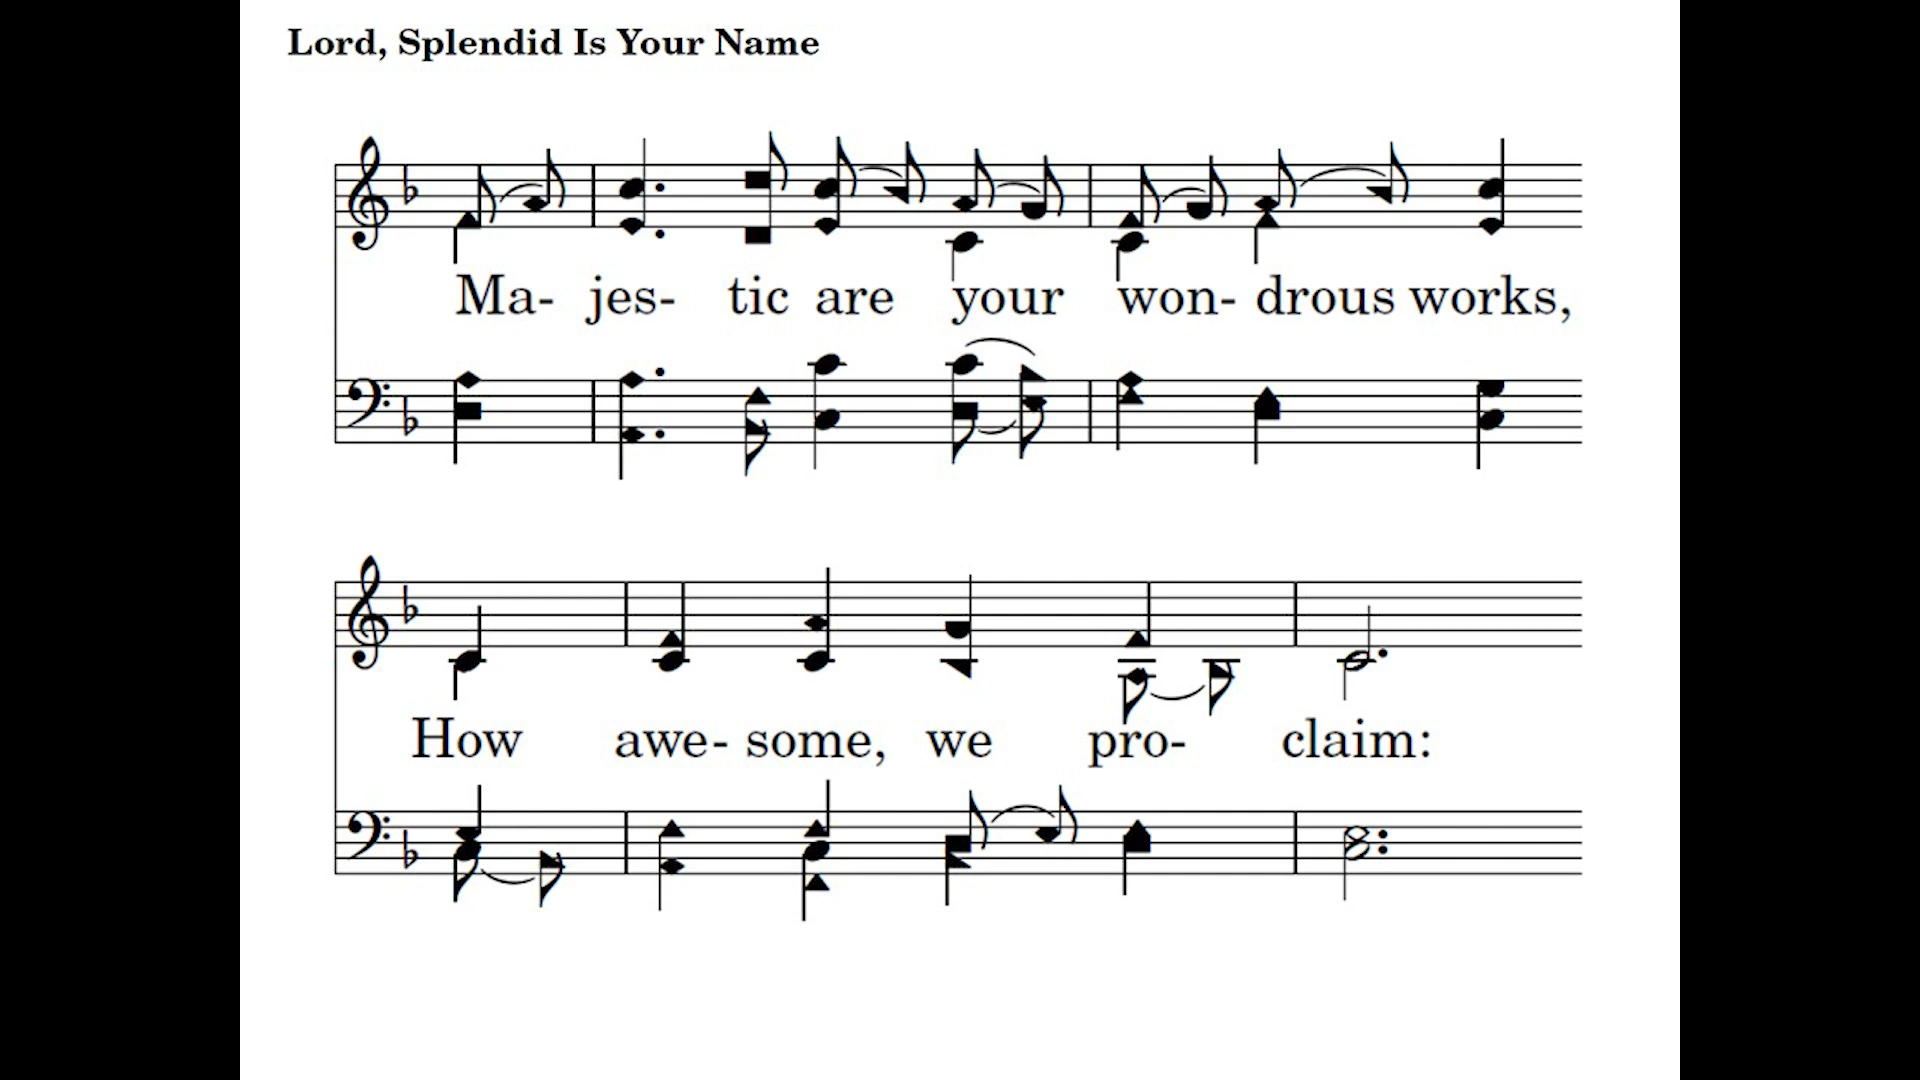 Lord, Splendid Is Your Name
Ma- jes- tic are your won- drous works,
How awe- some, we pro- claim: